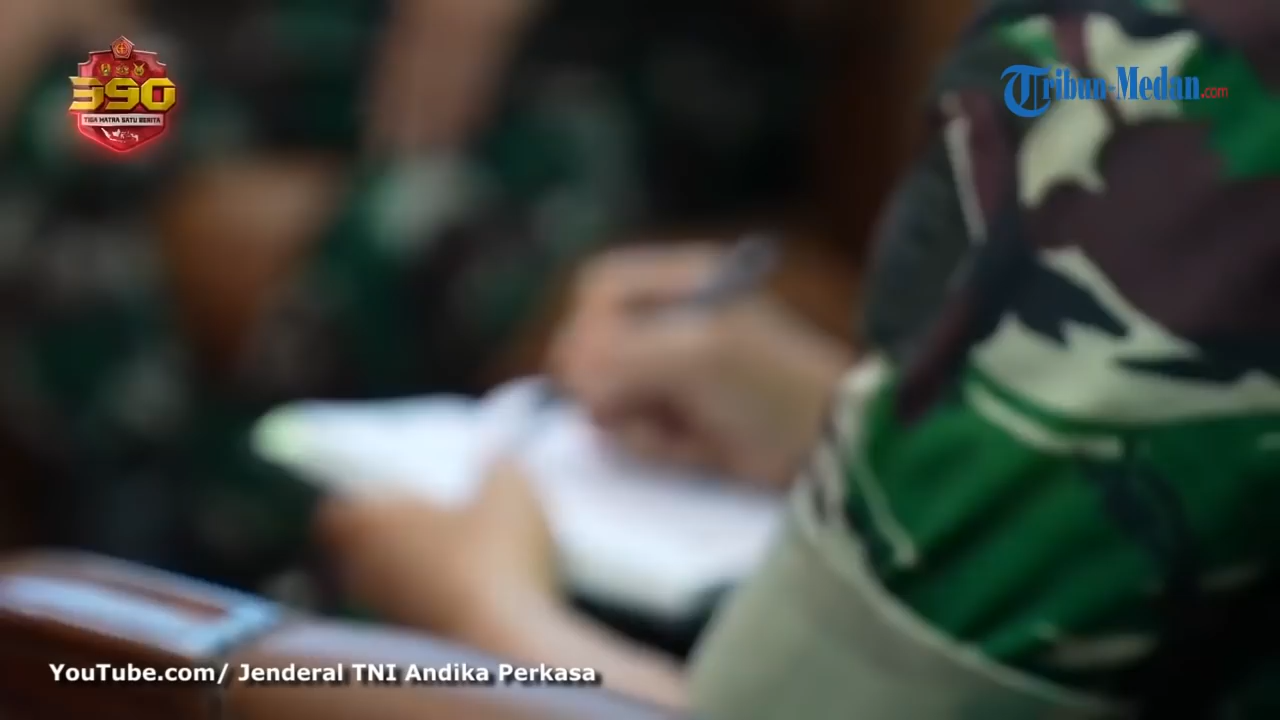 390
TIGA MATRA SATU BERITA
Tribun-Medan.com
YouTube.com/ Jenderal TNI Andika Perkasa